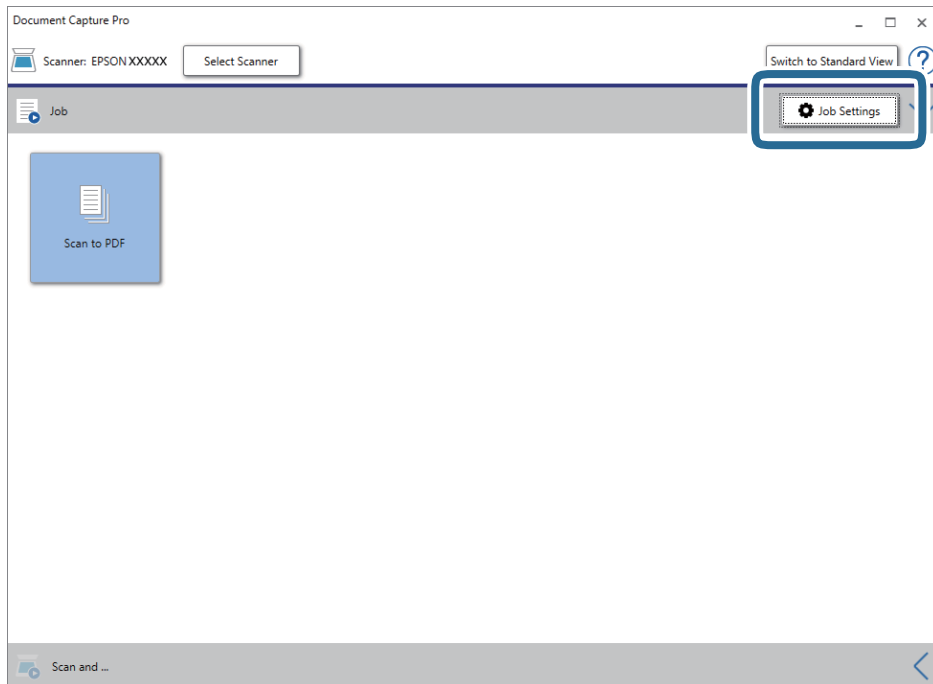 Document Capture Pro
Scanner: EPSON XXXXX Select Scanner Switch to Standard View ?
Job Job Settings
Scan to PDF
Scan and ...